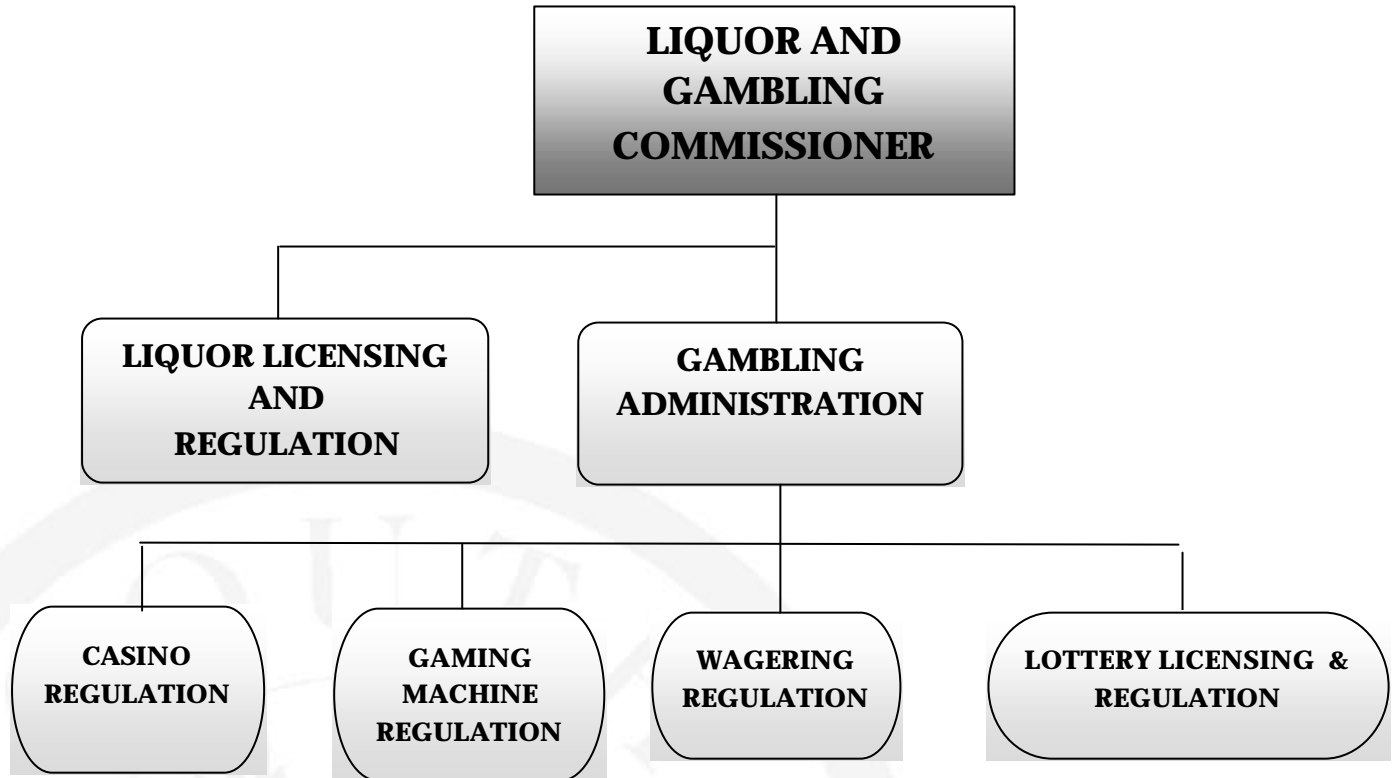 LIQUOR AND
GAMBLING
COMMISSIONER
LIQUOR LICENSING
AND
REGULATION
GAMBLING
ADMINISTRATION
CASINO
REGULATION
GAMING
MACHINE
REGULATION
WAGERING
REGULATION
LOTTERY LICENSING &
REGULATION